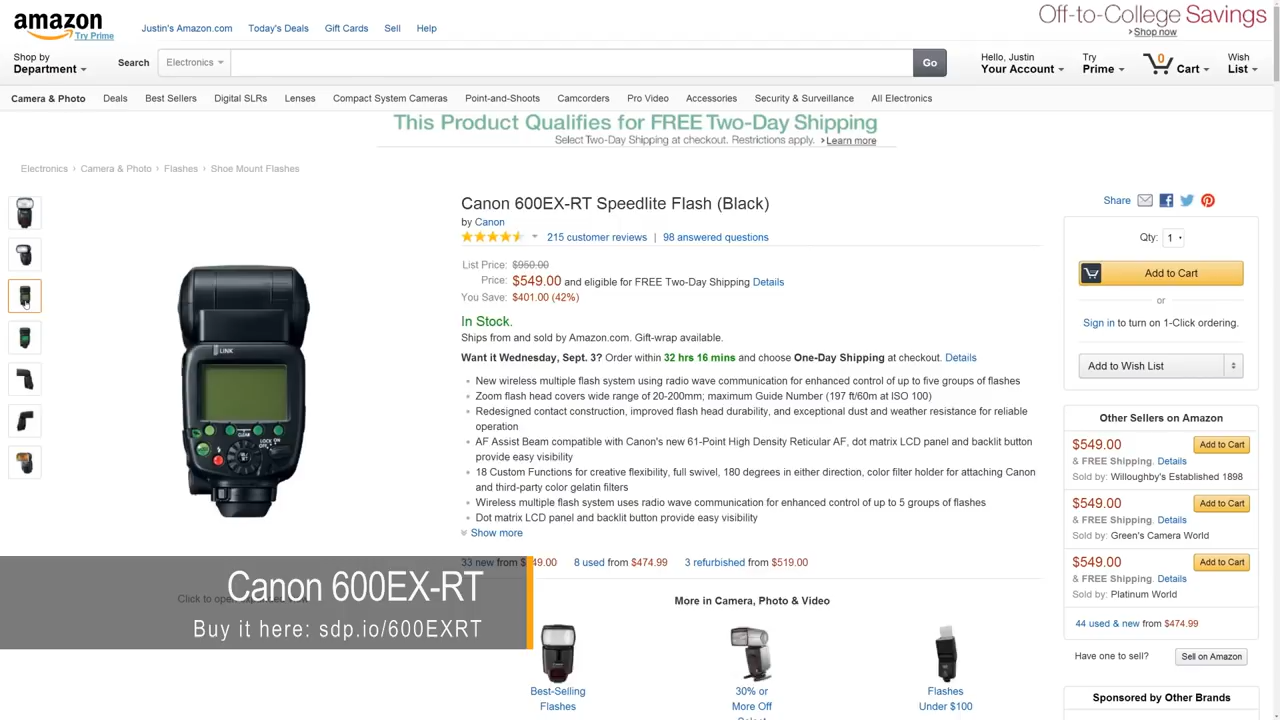 amazon
Try Prime
Justin's Amazon.com Today's Deals Gift Cards Sell Help
Off-to-College Savings
Shop now
Shop by
Department
Search Electronics Go
Hello, Justin
Your Account
Try
Prime
0
Cart
Wish
List
Camera & Photo Deals Best Sellers Digital SLRs Lenses Compact System Cameras Point-and-Shoots Camcorders Pro Video Accessories Security & Surveillance All Electronics
This Product Qualifies for FREE Two-Day Shipping
Select Two-Day Shipping at checkout. Restrictions apply. Learn more
Electronics › Camera & Photo › Flashes › Shoe Mount Flashes
LINK
CLEAR
LOCK ON
OFF
Canon 600EX-RT Speedlite Flash (Black)
by Canon
215 customer reviews | 98 answered questions
List Price: $950.00
Price: $549.00 and eligible for FREE Two-Day Shipping Details
You Save: $401.00 (42%)
In Stock.
Ships from and sold by Amazon.com. Gift-wrap available.
Want it Wednesday, Sept. 3? Order within 32 hrs 16 mins and choose One-Day Shipping at checkout. Details
New wireless multiple flash system using radio wave communication for enhanced control of up to five groups of flashes
Zoom flash head covers wide range of 20-200mm; maximum Guide Number (197 ft/60m at ISO 100)
Redesigned contact construction, improved flash head durability, and exceptional dust and weather resistance for reliable
operation
AF Assist Beam compatible with Canon's new 61-Point High Density Reticular AF, dot matrix LCD panel and backlit button
provide easy visibility
18 Custom Functions for creative flexibility, full swivel, 180 degrees in either direction, color filter holder for attaching Canon
and third-party color gelatin filters
Wireless multiple flash system uses radio wave communication for enhanced control of up to 5 groups of flashes
Dot matrix LCD panel and backlit button provide easy visibility
Show more
33 new from 49.00 8 used from $474.99 3 refurbished from $519.00
More in Camera, Photo & Video
Best-Selling
Flashes
30% or
More Off
Flashes
Under $100
Share
Qty: 1
Add to Cart
or
Sign in to turn on 1-Click ordering.
Add to Wish List
Other Sellers on Amazon
$549.00 Add to Cart
& FREE Shipping. Details
Sold by: Willoughby's Established 1898
$549.00 Add to Cart
& FREE Shipping. Details
Sold by: Green's Camera World
$549.00 Add to Cart
& FREE Shipping. Details
Sold by: Platinum World
44 used & new from $474.99
Have one to sell? Sell on Amazon
Sponsored by Other Brands
Click to open
Canon 600EX-RT
Buy it here: sdp.io/600EXRT